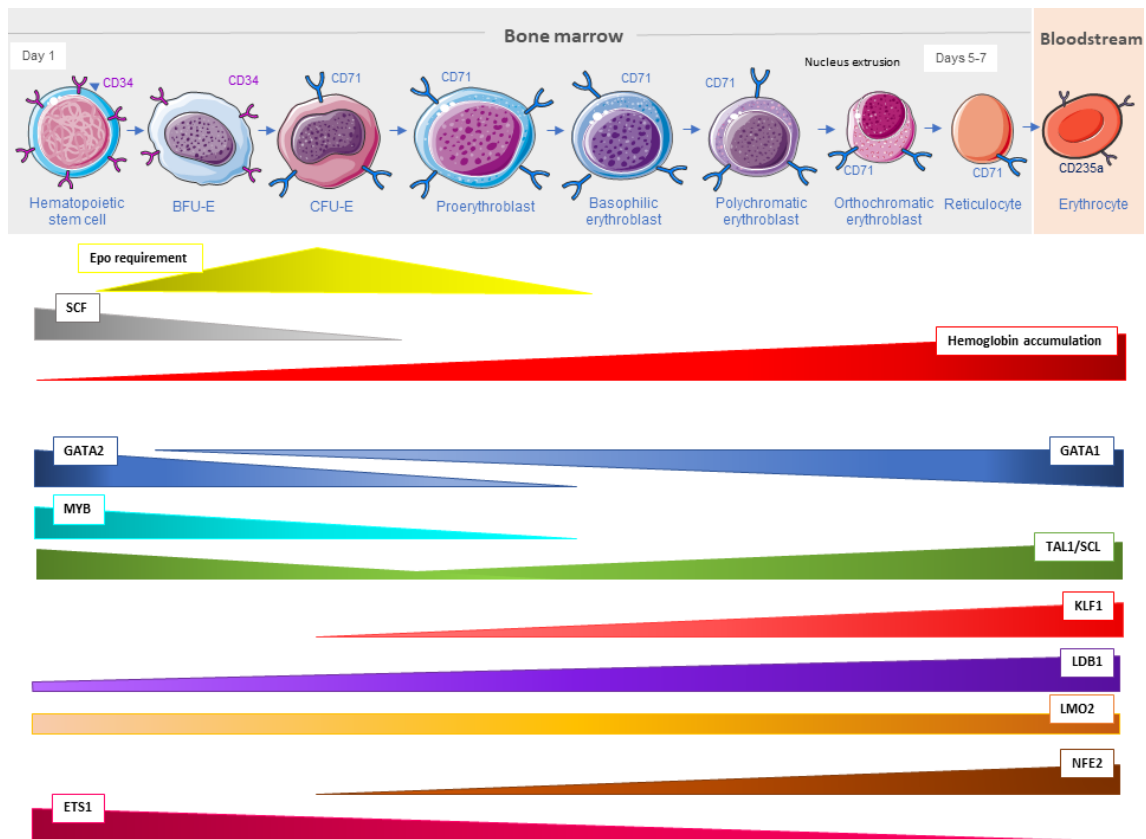 Bone marrow
Bloodstream
Day 1
Nucleus extrusion
Days 5-7
CD34
CD34
CD71
CD71
CD71
CD71
CD71
CD71
CD235a
Hematopoietic
stem cell
BFU-E
CFU-E
Proerythroblast
Basophilic
erythroblast
Polychromatic
erythroblast
Orthochromatic
erythroblast
Reticulocyte
Erythrocyte
Epo requirement
SCF
Hemoglobin accumulation
GATA2
GATA1
MYB
TAL1/SCL
KLF1
LDB1
LMO2
NFE2
ETS1